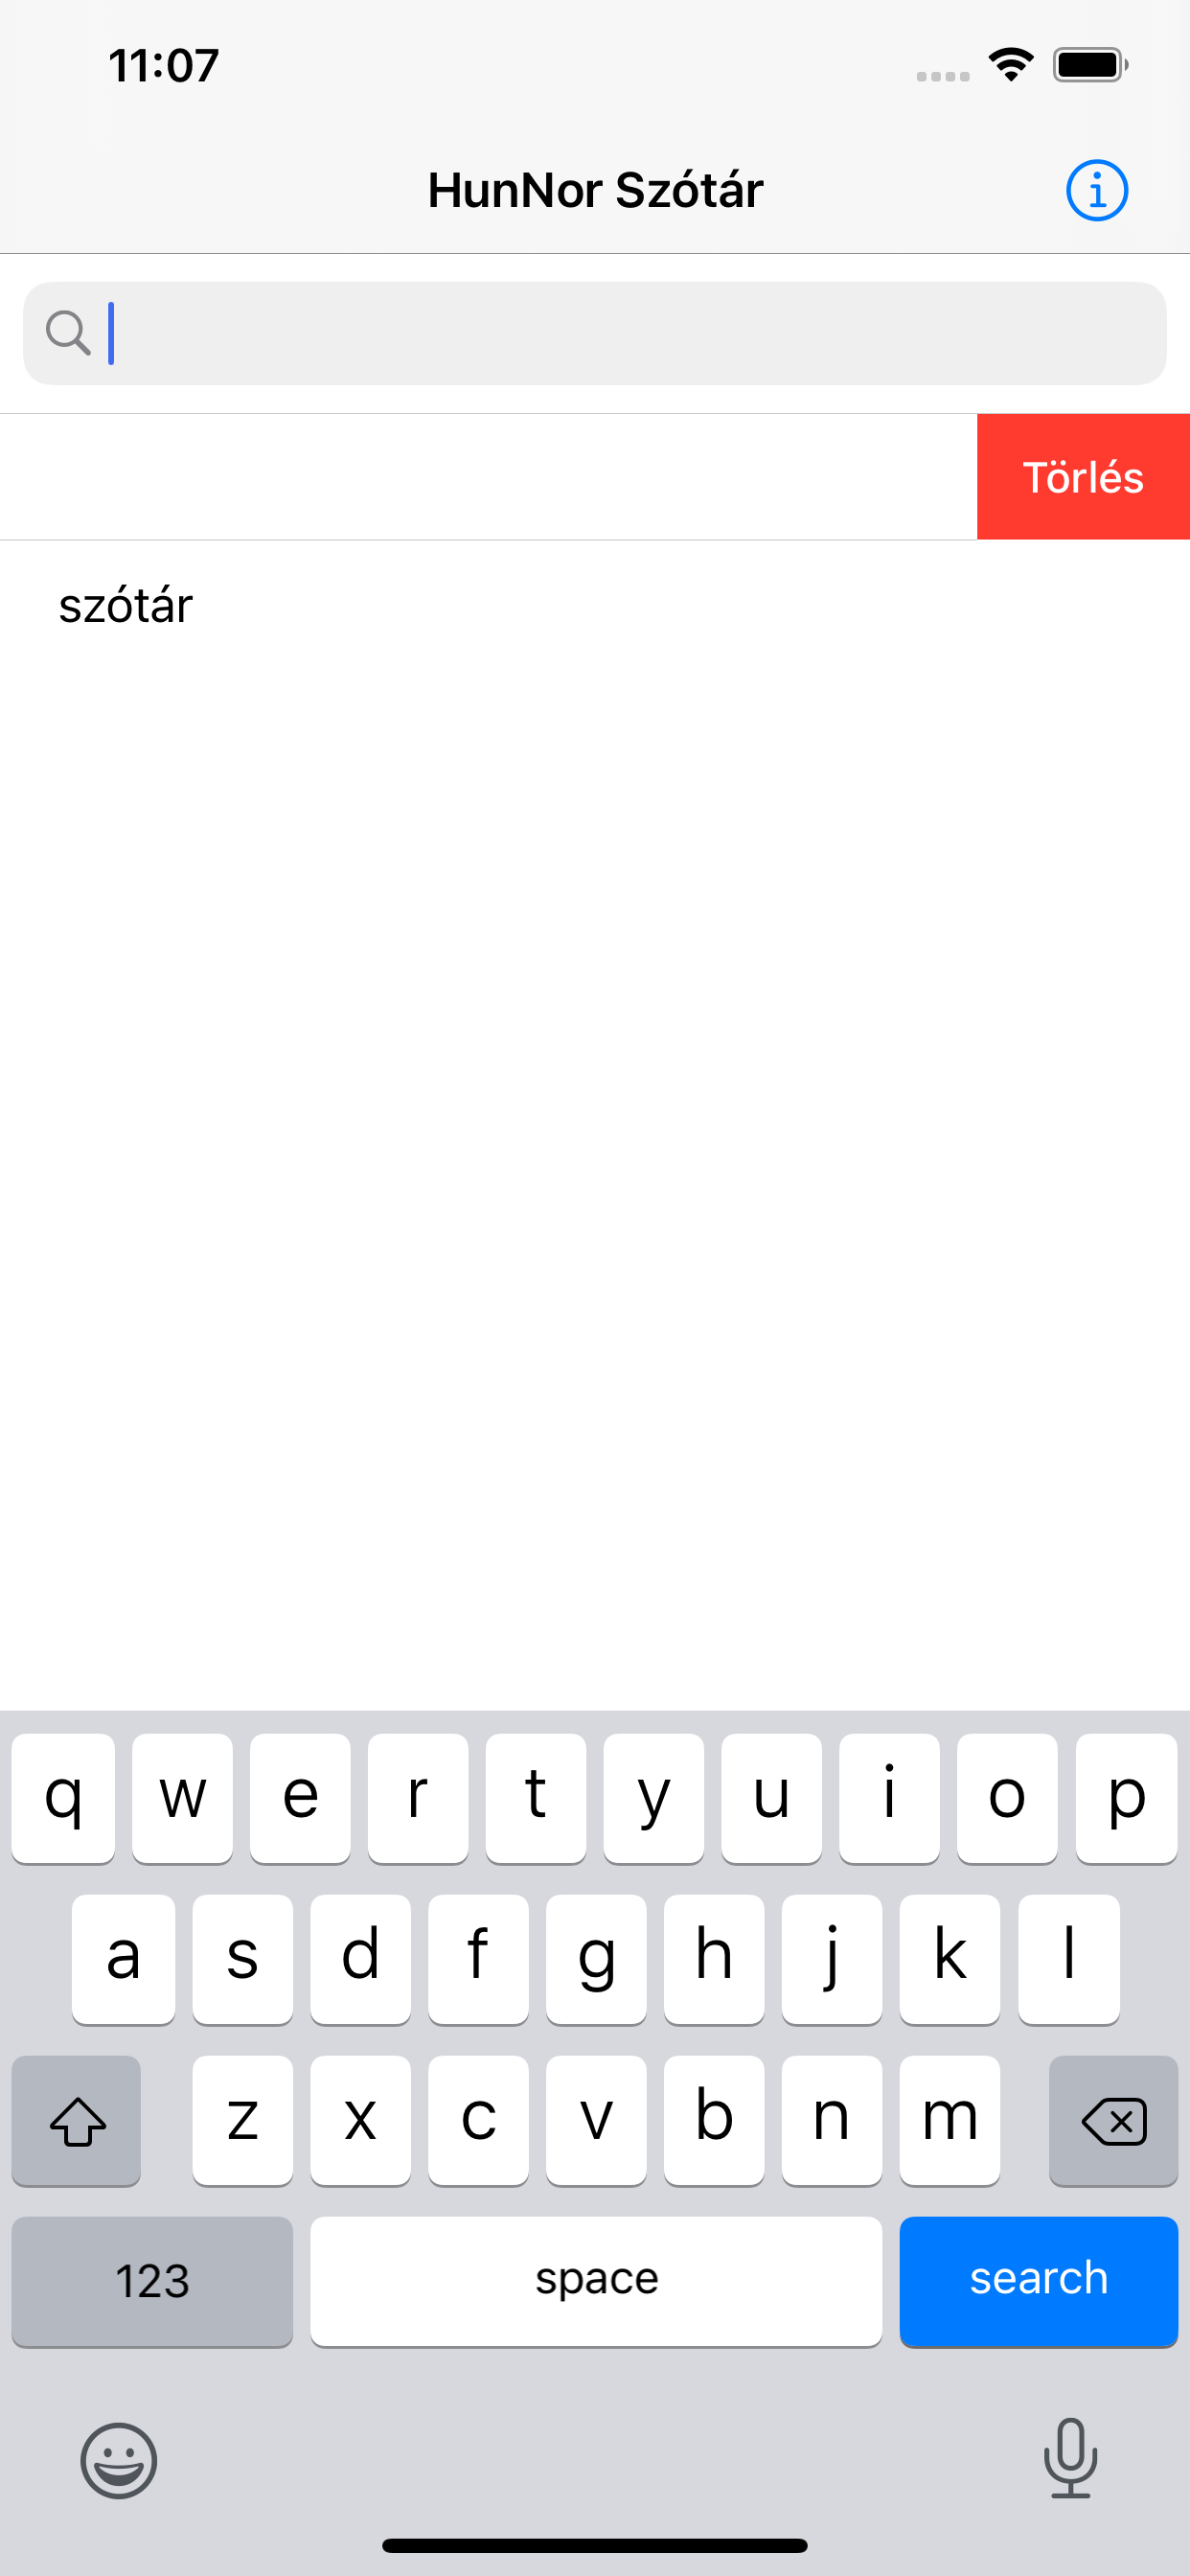 11:07
HunNor Szótár
Törlés
szótár
q w e r t y u i o p
a s d f g h j k l
z x c v b n m
123 space search